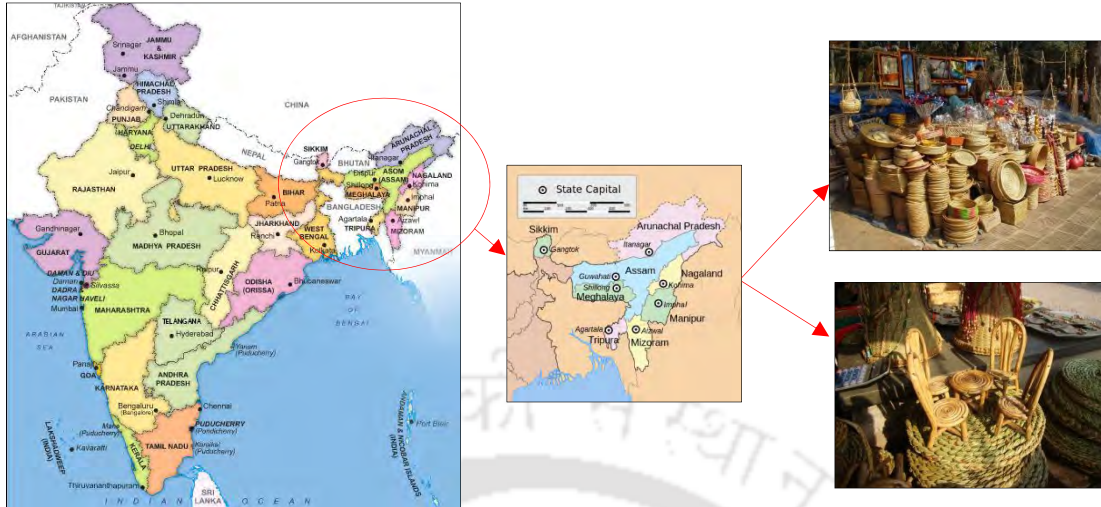 TAJIKISTAN
AFGHANISTAN
JAMMU
&
KASHMIR
Srinagar
Jammu
HIMACHAL
PRADESH
PAKISTAN
CHINA
Shimla
Chandigarh
PUNJAB
Dehradun
UTTARAKHAND
HARYANA
DELHI
ARUNACHAL
PRADESH
NEPAL
SIKKIM
Gangtok
BHUTAN
Itanagar
Dispur
ASOM
(ASSAM)
NAGALAND
Kohima
Jaipur
UTTAR PRADESH
Lucknow
RAJASTHAN
BIHAR
Patna
Shillong
MEGHALAYA
Imphal
MANIPUR
BANGLADESH
Agartala
TRIPURA
Aizawl
MIZORAM
Gandhinagar
Bhopal
JHARKHAND
Ranchi
WEST
BENGAL
Kolkata
MYANMAR
MADHYA PRADESH
GUJARAT
Raipur
CHHATTISGARH
DAMAN & DIU
Daman
Silvassa
DADRA &
NAGAR HAVELI
Mumbai
ODISHA
(ORISSA)
Bhubaneswar
MAHARASHTRA
BAY
OF
BENGAL
ARABIAN
SEA
TELANGANA
Hyderabad
Yanam
(Puducherry)
Panaji
GOA
KARNATAKA
ANDHRA
PRADESH
Bengaluru
(Bangalore)
Chennai
PUDUCHERRY
(Pondicherry)
Mahe
(Puducherry)
Karaikal
(Puducherry)
TAMIL NADU
KERALA
LAKSHADWEEP
(INDIA)
Kavaratti
ANDAMAN & NICOBAR ISLANDS
(INDIA)
Port Blair
Thiruvananthapuram
SRI
LANKA
INDIAN OCEAN
State Capital
Sikkim
Gangtok
Arunachal Pradesh
Itanagar
Guwahati
Assam
Nagaland
Shillong
Meghalaya
Kohima
Imphal
Manipur
Agartala
Tripura
Aizwal
Mizoram